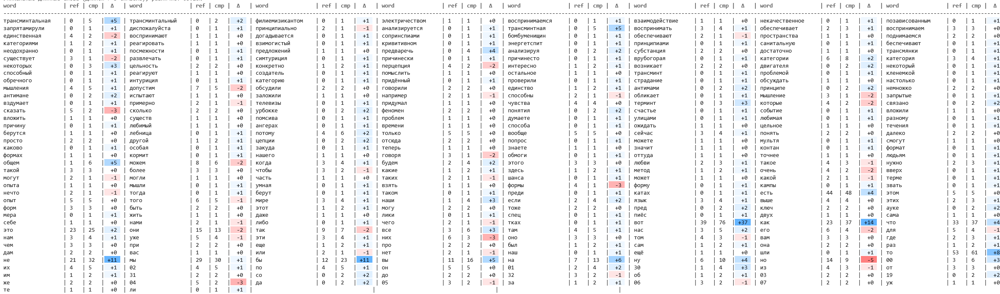 word | ref | cmp | Δ | word | ref | cmp | Δ | word | ref | cmp | Δ | word | ref | cmp | Δ | word | ref | cmp | Δ | word | ref | cmp | Δ | word | ref | cmp | Δ | word | ref | cmp | Δ
трансминтальная | 0 | 5 | +5 | трансминтальный | 0 | 2 | +2 | филиемизикантом | 0 | 1 | +1 | электричеством | 1 | 1 | +0 | воспринимаемся | 0 | 1 | +1 | взаимодействие | 1 | 1 | +0 | некачественное | 0 | 1 | +1 | позависованным | 0 | 1 | +1
запрятамирули | 0 | 1 | +1 | диспожалуйста | 0 | 1 | +1 | принципиально | 2 | 1 | -1 | анализируется | 0 | 1 | +1 | трансминтная | 0 | 5 | +5 | воспринимать | 3 | 4 | +1 | обеспечивает | 2 | 3 | +1 | воспринимаем | 3 | 3 | +0
единственная | 4 | 2 | -2 | воспринимают | 1 | 1 | +0 | догадывается | 0 | 1 | +1 | сопринспиами | 0 | 1 | +1 | бомбуменищин | 0 | 1 | +1 | обеспечивают | 2 | 1 | -1 | пространства | 1 | 1 | +0 | поднимаемся | 2 | 2 | +0
категориями | 1 | 2 | +1 | реагировать | 1 | 1 | +0 | взимогистый | 0 | 1 | +1 | кривитивном | 0 | 1 | +1 | энергетспит | 0 | 1 | +1 | принципиами | 0 | 1 | +1 | санитальную | 0 | 1 | +1 | беспечивают | 0 | 1 | +1
неодохранно | 0 | 1 | +1 | посмежности | 0 | 1 | +1 | предложений | 1 | 1 | +0 | предваречь | 0 | 4 | +4 | анализируя | 0 | 2 | +2 | субстанция | 2 | 2 | +0 | достаточно | 1 | 1 | +0 | трансмянки | 0 | 1 | +1
существует | 3 | 1 | -2 | развлечать | 0 | 1 | +1 | симтуриция | 0 | 1 | +1 | причически | 0 | 1 | +1 | причинесто | 0 | 1 | +1 | врубогорая | 0 | 1 | +1 | категории | 6 | 8 | +2 | категория | 3 | 4 | +1
некоторых | 0 | 3 | +3 | цельность | 2 | 2 | +0 | конкретно | 1 | 2 | +1 | перцепция | 4 | 2 | -2 | интересно | 1 | 2 | +1 | возникает | 2 | 2 | +0 | двигателя | 0 | 2 | +2 | некоторый | 0 | 1 | +1
способный | 0 | 1 | +1 | реагируют | 1 | 1 | +0 | создатель | 0 | 1 | +1 | помыслить | 1 | 1 | +0 | остальное | 1 | 1 | +0 | трансминт | 0 | 1 | +1 | проблемой | 0 | 1 | +1 | кленемкой | 0 | 1 | +1
обречного | 0 | 1 | +1 | интуриция | 0 | 1 | +1 | категорию | 0 | 1 | +1 | придённый | 0 | 1 | +1 | проверили | 0 | 1 | +1 | страдание | 0 | 1 | +1 | обсуждать | 1 | 1 | +0 | настолько | 0 | 1 | +1
мышления | 4 | 5 | +1 | допустим | 7 | 5 | -2 | обсудили | 2 | 2 | +0 | говорили | 2 | 2 | +0 | единство | 1 | 2 | +1 | антимами | 0 | 2 | +2 | принципе | 0 | 2 | +2 | немножко | 2 | 2 | +0
антимане | 0 | 2 | +2 | испытают | 1 | 1 | +0 | заложили | 1 | 1 | +0 | например | 2 | 1 | -1 | способны | 2 | 1 | -1 | обликает | 0 | 1 | +1 | мышление | 3 | 1 | -2 | запрытые | 0 | 1 | +1
вздумает | 0 | 1 | +1 | примерно | 2 | 1 | -1 | телевизы | 0 | 1 | +1 | придумал | 1 | 1 | +0 | чувства | 4 | 4 | +0 | терминт | 0 | 3 | +3 | которые | 4 | 2 | -2 | связано | 0 | 2 | +2
сказать | 5 | 2 | -3 | сколько | 2 | 2 | +0 | урбокке | 0 | 2 | +2 | феномен | 2 | 2 | +0 | понятия | 0 | 2 | +2 | счастье | 0 | 1 | +1 | событие | 0 | 1 | +1 | вложили | 1 | 1 | +0
вложить | 1 | 1 | +0 | существ | 1 | 1 | +0 | помсива | 0 | 1 | +1 | проблем | 1 | 1 | +0 | думаете | 0 | 1 | +1 | улицами | 0 | 1 | +1 | любимая | 0 | 1 | +1 | разному | 0 | 1 | +1
причину | 0 | 1 | +1 | любимый | 1 | 1 | +0 | ангерах | 0 | 1 | +1 | времени | 1 | 1 | +0 | способа | 0 | 1 | +1 | ожидать | 1 | 1 | +0 | цельное | 1 | 1 | +0 | течения | 0 | 1 | +1
берутся | 1 | 1 | +0 | лебница | 0 | 1 | +1 | потому | 4 | 6 | +2 | только | 5 | 5 | +0 | вообще | 5 | 5 | +0 | сейчас | 3 | 4 | +1 | понять | 2 | 2 | +0 | далеко | 2 | 2 | +0
просто | 2 | 2 | +0 | другой | 1 | 2 | +1 | цепции | 0 | 2 | +2 | отсюда | 0 | 2 | +2 | попрос | 0 | 1 | +1 | можете | 1 | 1 | +0 | мультя | 0 | 1 | +1 | смогут | 1 | 1 | +0
каково | 0 | 1 | +1 | особая | 0 | 1 | +1 | закуда | 0 | 1 | +1 | теперь | 1 | 1 | +0 | знаете | 1 | 1 | +0 | значит | 1 | 1 | +0 | контан | 0 | 1 | +1 | формат | 0 | 1 | +1
формах | 1 | 1 | +0 | кормит | 0 | 1 | +1 | нашего | 1 | 1 | +0 | говоря | 3 | 1 | -2 | обмоги | 0 | 1 | +1 | оттуда | 1 | 1 | +0 | точнее | 1 | 1 | +0 | людьям | 0 | 1 | +1
общем | 1 | 6 | +5 | можем | 8 | 6 | -2 | когда | 3 | 4 | +1 | будем | 2 | 4 | +2 | этого | 3 | 3 | +0 | любви | 2 | 3 | +1 | такое | 4 | 3 | -1 | нужно | 2 | 3 | +1
такой | 3 | 3 | +0 | более | 3 | 3 | +0 | чтобы | 3 | 2 | -1 | какие | 1 | 2 | +1 | здесь | 1 | 2 | +1 | метод | 1 | 2 | +1 | очень | 4 | 2 | -2 | вверх | 0 | 1 | +1
могут | 2 | 1 | -1 | могли | 1 | 1 | +0 | часть | 1 | 1 | +0 | таких | 2 | 1 | -1 | шанса | 0 | 1 | +1 | может | 1 | 1 | +0 | какой | 2 | 1 | -1 | терме | 0 | 1 | +1
опыта | 1 | 1 | +0 | мышли | 0 | 1 | +1 | умная | 0 | 1 | +1 | взять | 1 | 1 | +0 | формы | 4 | 1 | -3 | форму | 0 | 1 | +1 | кампы | 0 | 1 | +1 | звать | 0 | 1 | +1
нечто | 2 | 1 | -1 | тогда | 0 | 1 | +1 | берут | 0 | 1 | +1 | таком | 0 | 1 | +1 | преди | 0 | 1 | +1 | катах | 0 | 1 | +1 | есть | 44 | 48 | +4 | этом | 5 | 5 | +0
опыт | 5 | 5 | +0 | того | 6 | 5 | -1 | мире | 3 | 4 | +1 | наши | 1 | 4 | +3 | если | 2 | 4 | +2 | язык | 3 | 4 | +1 | выше | 4 | 4 | +0 | этих | 2 | 3 | +1
форм | 3 | 3 | +0 | быть | 2 | 2 | +0 | этот | 1 | 2 | +1 | могу | 2 | 2 | +0 | тоже | 2 | 2 | +0 | пред | 0 | 2 | +2 | ключ | 2 | 2 | +0 | ауке | 0 | 2 | +2
мера | 0 | 1 | +1 | жить | 1 | 1 | +0 | даже | 1 | 1 | +0 | лики | 0 | 1 | +1 | спец | 0 | 1 | +1 | пиёс | 0 | 1 | +1 | двух | 1 | 1 | +0 | сама | 1 | 1 | +0
себе | 1 | 1 | +0 | нами | 2 | 1 | -1 | либо | 0 | 1 | +1 | чего | 2 | 1 | -1 | тках | 0 | 1 | +1 | вот | 39 | 76 | +37 | как | 23 | 37 | +14 | что | 33 | 37 | +4
это | 23 | 25 | +2 | они | 15 | 13 | -2 | так | 9 | 7 | -2 | все | 3 | 6 | +3 | там | 4 | 5 | +1 | нас | 3 | 5 | +2 | его | 6 | 4 | -2 | для | 5 | 4 | -1
нам | 3 | 4 | +1 | уже | 5 | 4 | -1 | эти | 3 | 4 | +1 | них | 6 | 3 | -3 | оно | 3 | 3 | +0 | том | 4 | 3 | -1 | вам | 3 | 3 | +0 | где | 2 | 3 | +1
чем | 3 | 3 | +0 | при | 2 | 2 | +0 | еще | 1 | 2 | +1 | про | 2 | 2 | +0 | был | 1 | 2 | +1 | сам | 1 | 2 | +1 | она | 2 | 2 | +0 | раз | 1 | 2 | +1
дам | 2 | 2 | +0 | вас | 1 | 1 | +0 | или | 2 | 1 | -1 | нет | 2 | 1 | -1 | наш | 0 | 1 | +1 | ещё | 1 | 1 | +0 | шли | 0 | 1 | +1 | то | 53 | 61 | +8
не | 21 | 32 | +11 | мы | 29 | 30 | +1 | бы | 12 | 23 | +11 | вы | 11 | 16 | +5 | на | 7 | 13 | +6 | ну | 6 | 10 | +4 | но | 14 | 9 | -5 | 00 | 3 | 6 | +3
их | 4 | 5 | +1 | 02 | 4 | 5 | +1 | по | 4 | 5 | +1 | он | 5 | 5 | +0 | 01 | 2 | 4 | +2 | 30 | 1 | 4 | +3 | из | 4 | 3 | -1 | от | 3 | 3 | +0
им | 1 | 2 | +1 | 31 | 2 | 2 | +0 | со | 0 | 2 | +2 | до | 2 | 2 | +0 | 32 | 3 | 2 | -1 | об | 1 | 2 | +1 | 03 | 2 | 2 | +0 | 19 | 0 | 2 | +2
же | 2 | 2 | +0 | 04 | 5 | 2 | -3 | да | 0 | 2 | +2 | 05 | 3 | 2 | -1 | за | 1 | 2 | +1 | 06 | 3 | 2 | -1 | 07 | 2 | 2 | +0 | уж | 1 | 1 | +0
те | 1 | 1 | +0 | ли | 0 | 1 | +1 | | | |